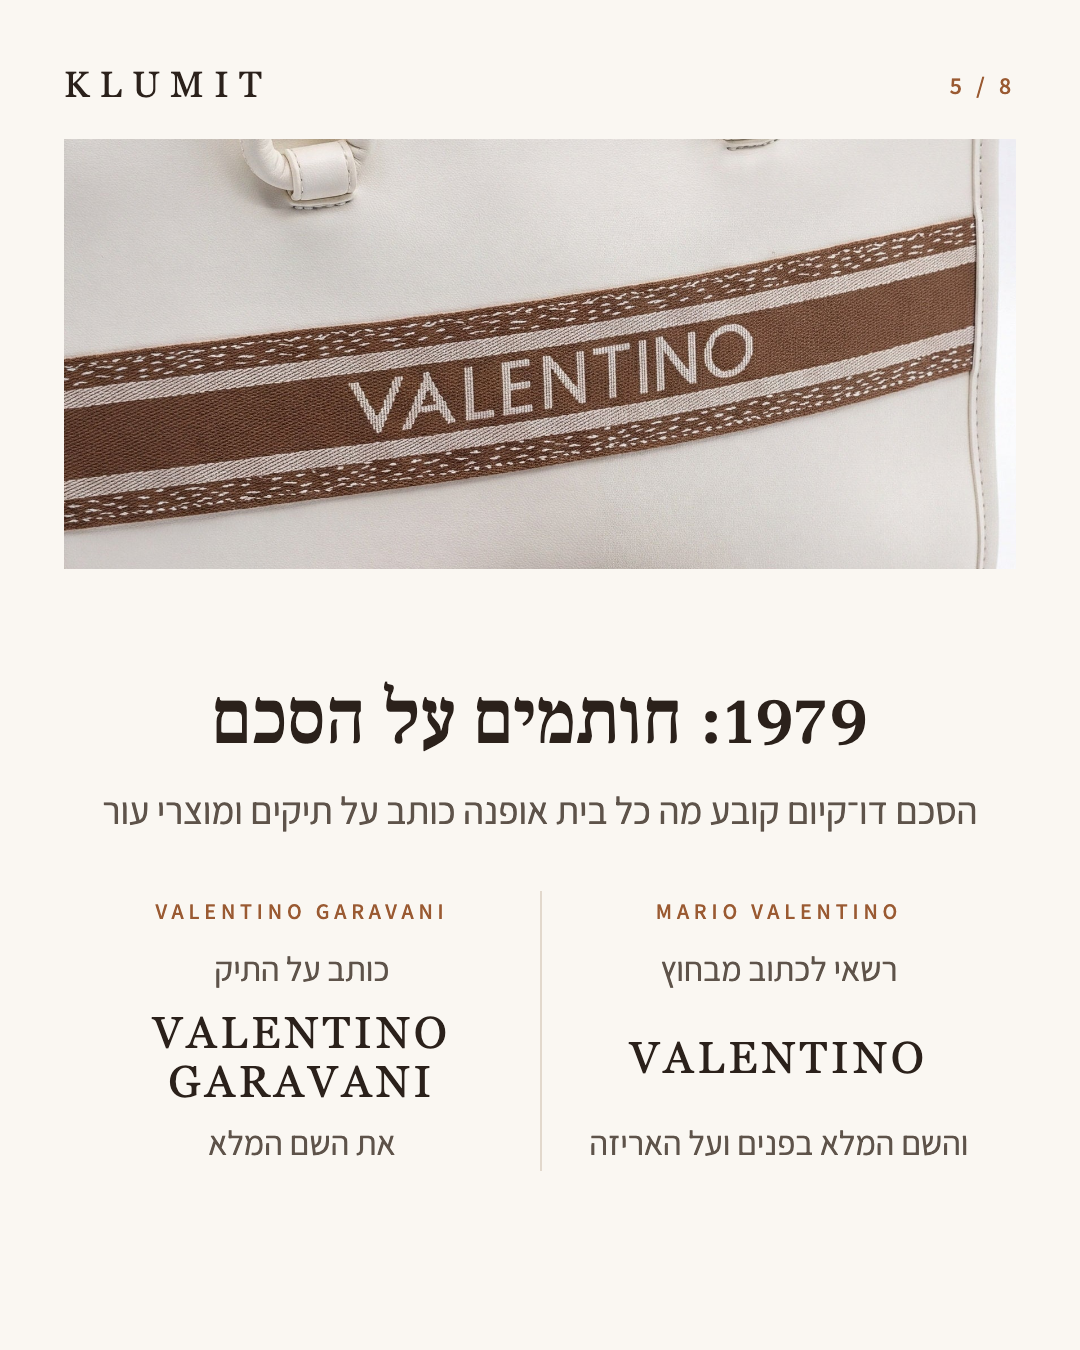 KLUMIT
5 / 8
VALENTINO
1979: חותמים על הסכם
הסכם דו־קיום קובע מה כל בית אופנה כותב על תיקים ומוצרי עור
MARIO VALENTINO
רשאי לכתוב מבחוץ
VALENTINO
והשם המלא בפנים ועל האריזה
VALENTINO GARAVANI
כותב על התיק
VALENTINO
GARAVANI
את השם המלא